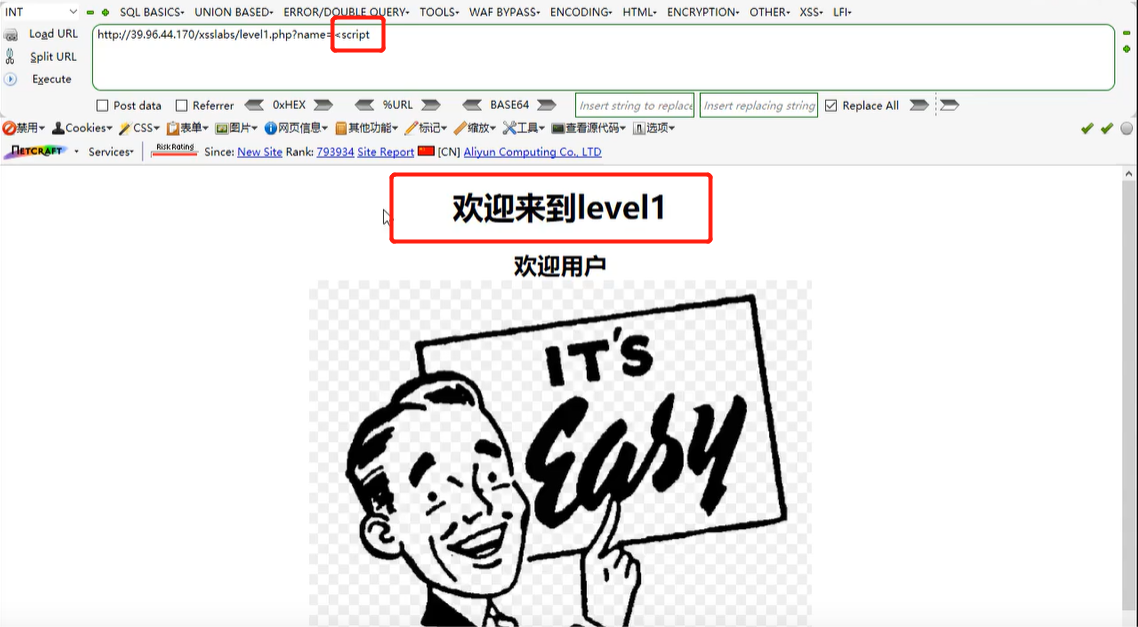 INT SQL BASICS▾ UNION BASED▾ ERROR/DOUBLE QUERY▾ TOOLS▾ WAF BYPASS▾ ENCODING▾ HTML▾ ENCRYPTION▾ OTHER▾ XSS▾ LFI▾
Load URL http://39.96.44.170/xsslabs/level1.php?name=<script
Split URL
Execute
Post data Referrer 0xHEX %URL BASE64 Insert string to replace Insert replacing string Replace All
禁用▾ Cookies▾ CSS▾ 表单▾ 图片▾ 网页信息▾ 其他功能▾ 标记▾ 缩放▾ 工具▾ 查看源代码▾ 选项▾
NETCRAFT Services▾ Risk Rating Since: New Site Rank: 793934 Site Report [CN] Aliyun Computing Co., LTD
欢迎来到level1
欢迎用户
IT'S
Easy